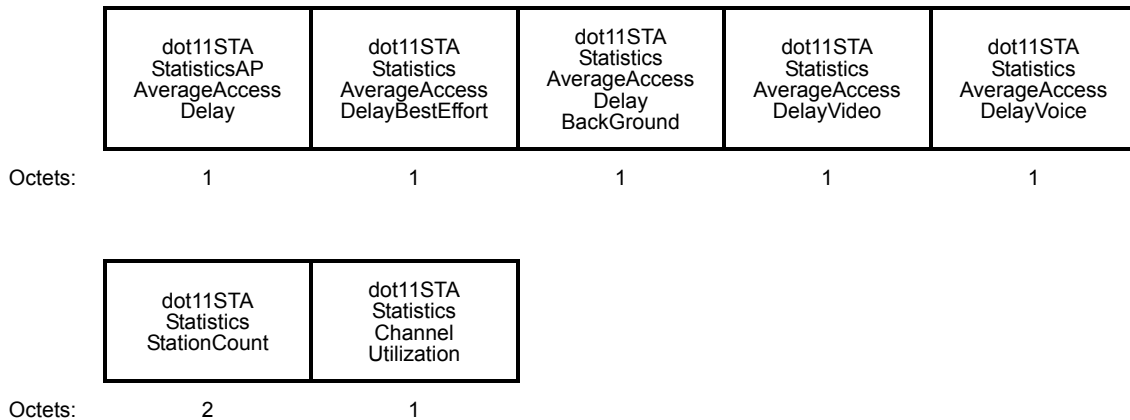 dot11STA
StatisticsAP
AverageAccess
Delay
dot11STA
Statistics
AverageAccess
DelayBestEffort
dot11STA
Statistics
AverageAccess
Delay
BackGround
dot11STA
Statistics
AverageAccess
DelayVideo
dot11STA
Statistics
AverageAccess
DelayVoice
Octets: 1 1 1 1 1
dot11STA
Statistics
StationCount
dot11STA
Statistics
Channel
Utilization
Octets: 2 1